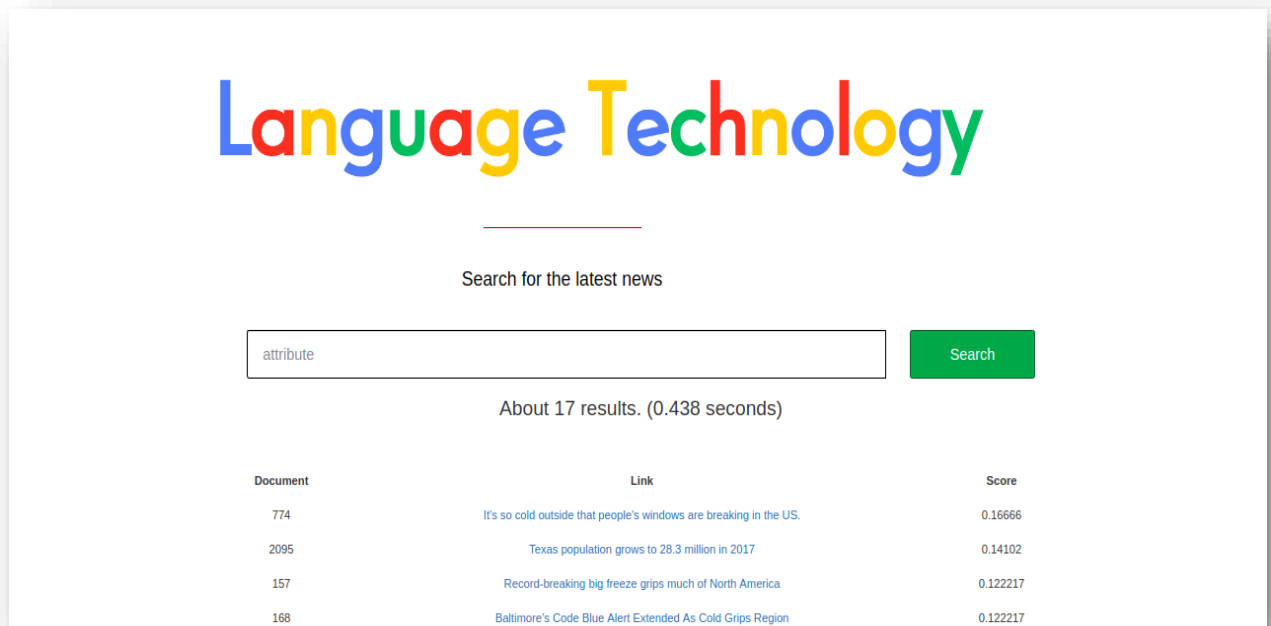 Language Technology
Search for the latest news
attribute Search
About 17 results. (0.438 seconds)
Document Link Score
774 It's so cold outside that people's windows are breaking in the US. 0.16666
2095 Texas population grows to 28.3 million in 2017 0.14102
157 Record-breaking big freeze grips much of North America 0.122217
168 Baltimore's Code Blue Alert Extended As Cold Grips Region 0.122217